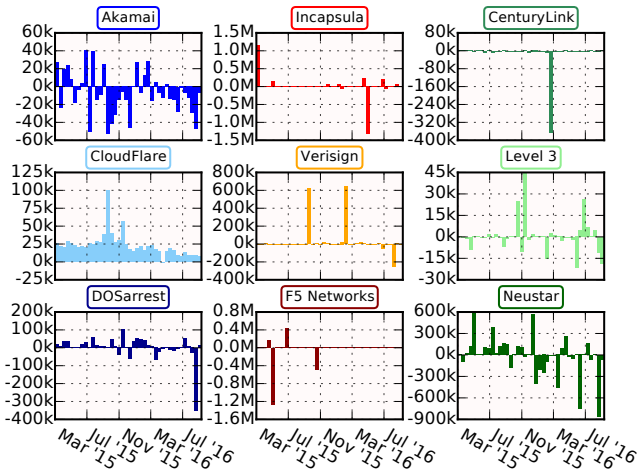 Akamai
Incapsula
CenturyLink
60k
40k
20k
0k
-20k
-40k
-60k
1.5M
1.0M
0.5M
0.0M
-0.5M
-1.0M
-1.5M
80k
0k
-80k
-160k
-240k
-320k
-400k
CloudFlare
Verisign
Level 3
125k
100k
75k
50k
25k
0k
-25k
800k
600k
400k
200k
0k
-200k
-400k
45k
30k
15k
0k
-15k
-30k
DOSarrest
F5 Networks
Neustar
200k
100k
0k
-100k
-200k
-300k
-400k
0.8M
0.4M
0.0M
-0.4M
-0.8M
-1.2M
-1.6M
600k
300k
0k
-300k
-600k
-900k
Mar '15
Jul '15
Nov '15
Mar '16
Jul '16
Mar '15
Jul '15
Nov '15
Mar '16
Jul '16
Mar '15
Jul '15
Nov '15
Mar '16
Jul '16